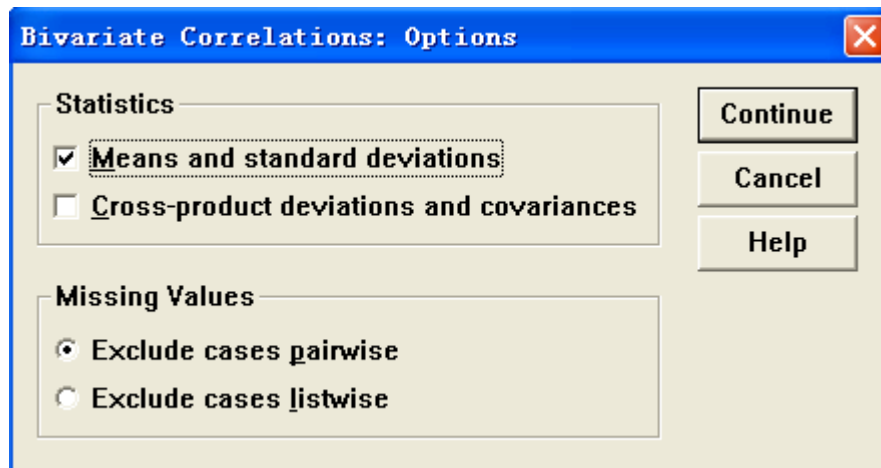 Bivariate Correlations: Options
Statistics
Means and standard deviations
Cross-product deviations and covariances
Missing Values
Exclude cases pairwise
Exclude cases listwise
Continue
Cancel
Help